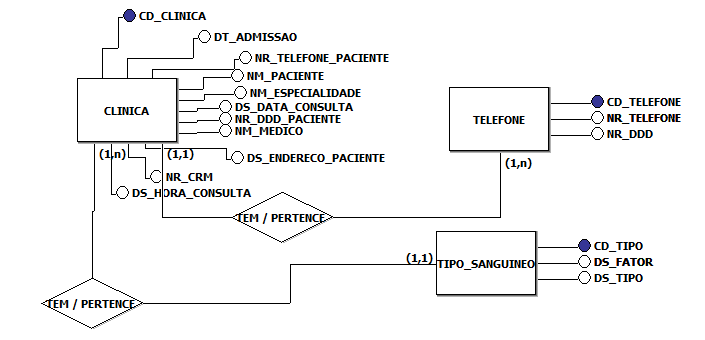 CD_CLINICA
DT_ADMISSAO
NR_TELEFONE_PACIENTE
NM_PACIENTE
NM_ESPECIALIDADE
DS_DATA_CONSULTA
NR_DDD_PACIENTE
NM_MEDICO
CLINICA
(1,n)
(1,1)
DS_ENDERECO_PACIENTE
NR_CRM
DS_HORA_CONSULTA
TELEFONE
CD_TELEFONE
NR_TELEFONE
NR_DDD
(1,n)
TEM / PERTENCE
(1,1)
TIPO_SANGUINEO
CD_TIPO
DS_FATOR
DS_TIPO
TEM / PERTENCE